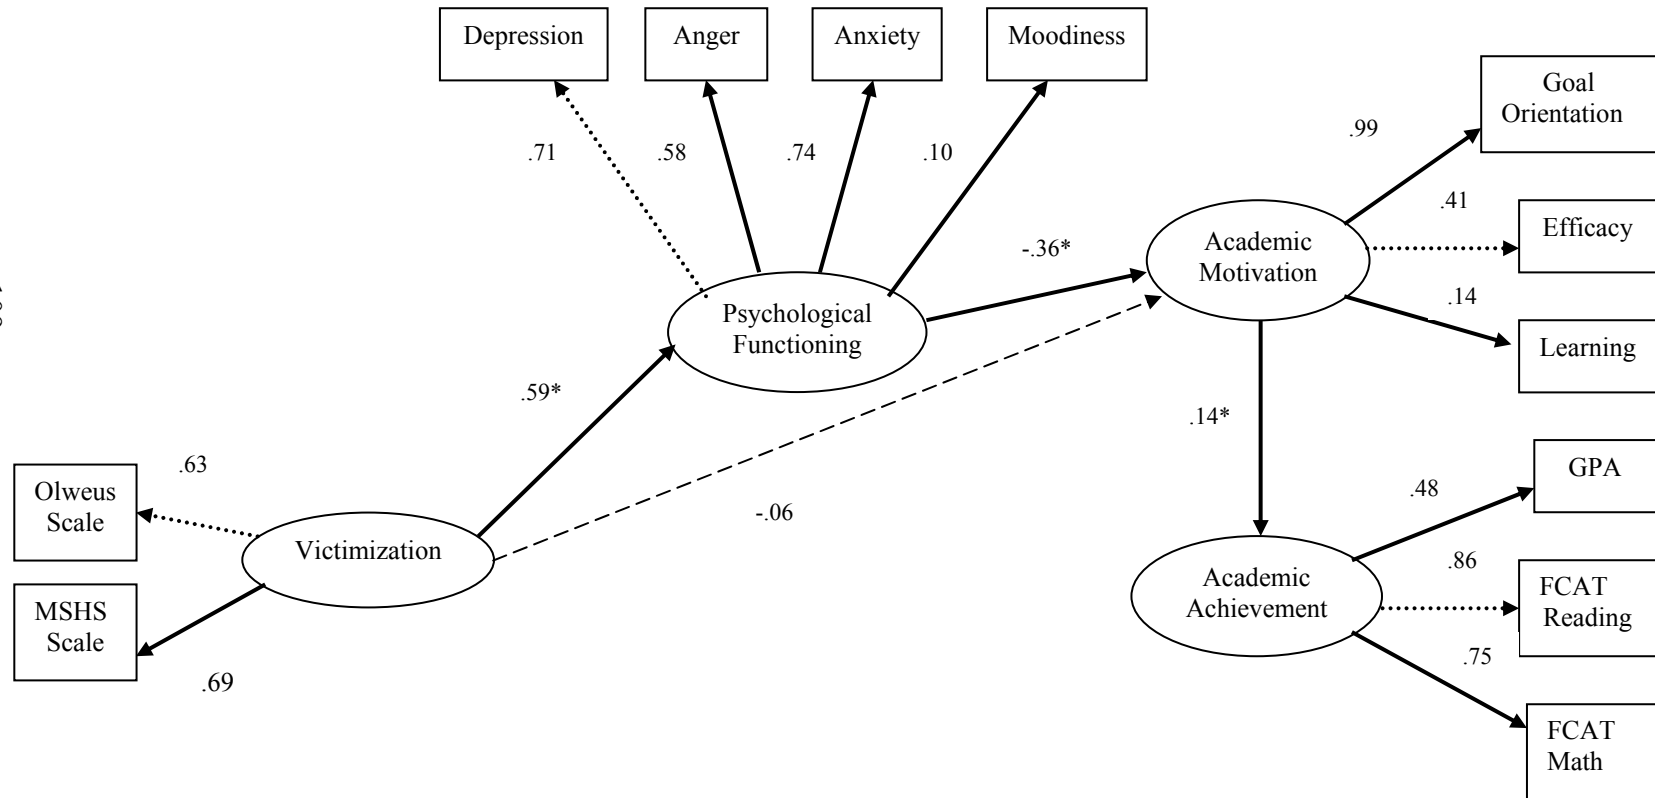 Depression
Anger
Anxiety
Moodiness
Goal
Orientation
.71
.58
.74
.10
.99
.41
Efficacy
Academic
Motivation
-.36*
.14
Learning
Psychological
Functioning
.59*
.14*
-.06
.63
Olweus
Scale
Victimization
MSHS
Scale
.69
GPA
.48
.86
Academic
Achievement
FCAT
Reading
.75
FCAT
Math